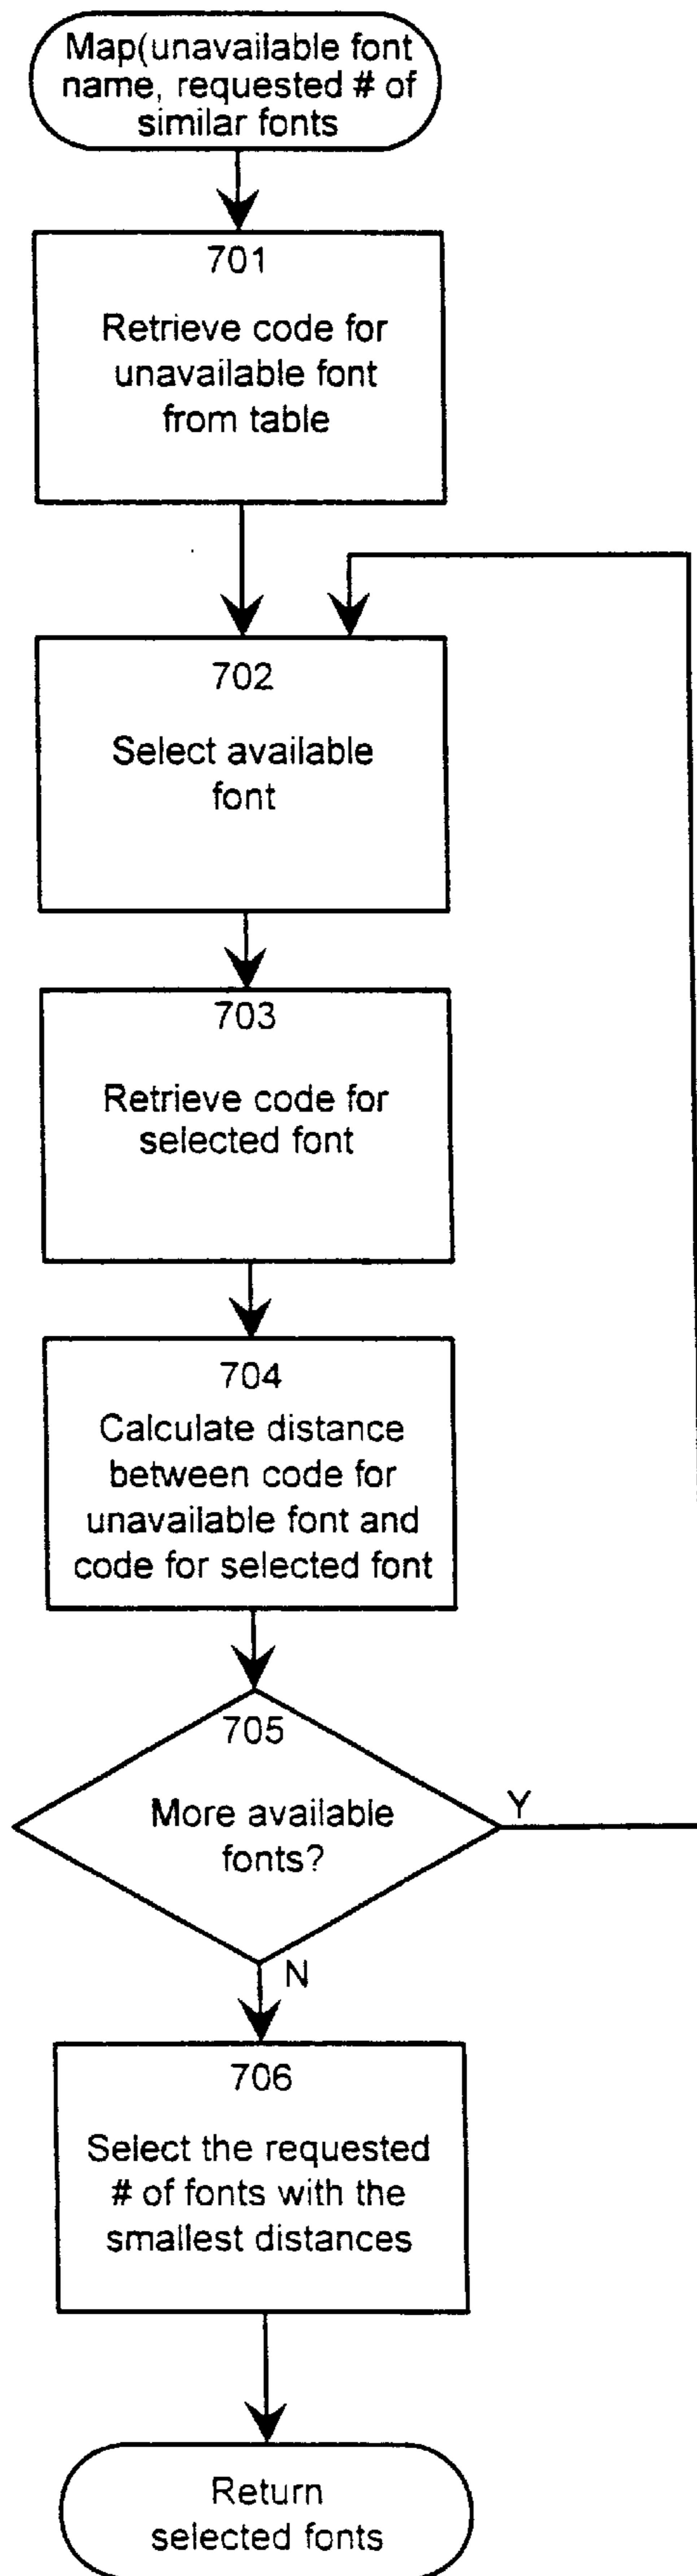 Map(unavailable font
name, requested # of
similar fonts
701
Retrieve code for
unavailable font
from table
702
Select available
font
703
Retrieve code for
selected font
704
Calculate distance
between code for
unavailable font and
code for selected font
705
More available
fonts?
Y
N
706
Select the requested
# of fonts with the
smallest distances
Return
selected fonts